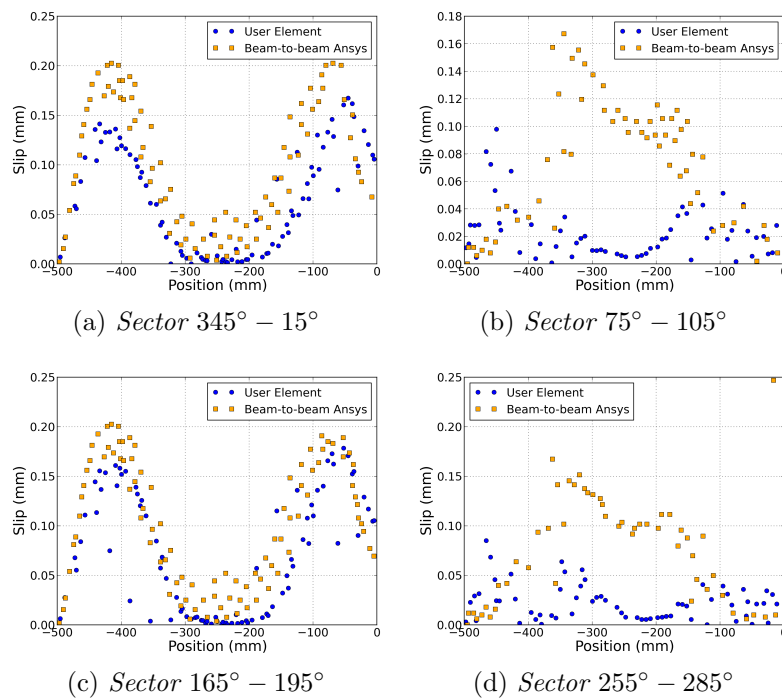 0.25
0.20
0.15
0.10
0.05
0.00
Slip (mm)
User Element
Beam-to-beam Ansys
−500 −400 −300 −200 −100 0
Position (mm)
(a) Sector 345° − 15°
0.18
0.16
0.14
0.12
0.10
0.08
0.06
0.04
0.02
0.00
Slip (mm)
User Element
Beam-to-beam Ansys
−500 −400 −300 −200 −100 0
Position (mm)
(b) Sector 75° − 105°
0.25
0.20
0.15
0.10
0.05
0.00
Slip (mm)
User Element
Beam-to-beam Ansys
−500 −400 −300 −200 −100 0
Position (mm)
(c) Sector 165° − 195°
0.25
0.20
0.15
0.10
0.05
0.00
Slip (mm)
User Element
Beam-to-beam Ansys
−500 −400 −300 −200 −100 0
Position (mm)
(d) Sector 255° − 285°